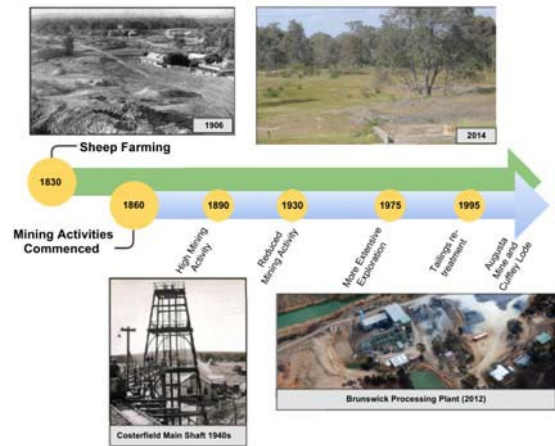 1906
2014
Sheep Farming
1830
1860
1890
1930
1975
1995
Mining Activities
Commenced
High Mining
Activity
Reduced
Mining Activity
More Extensive
Exploration
Tailings re-
treatment
Augusta
Mine and
Cuffley Lode
Costerfield Main Shaft 1940s
Brunswick Processing Plant (2012)